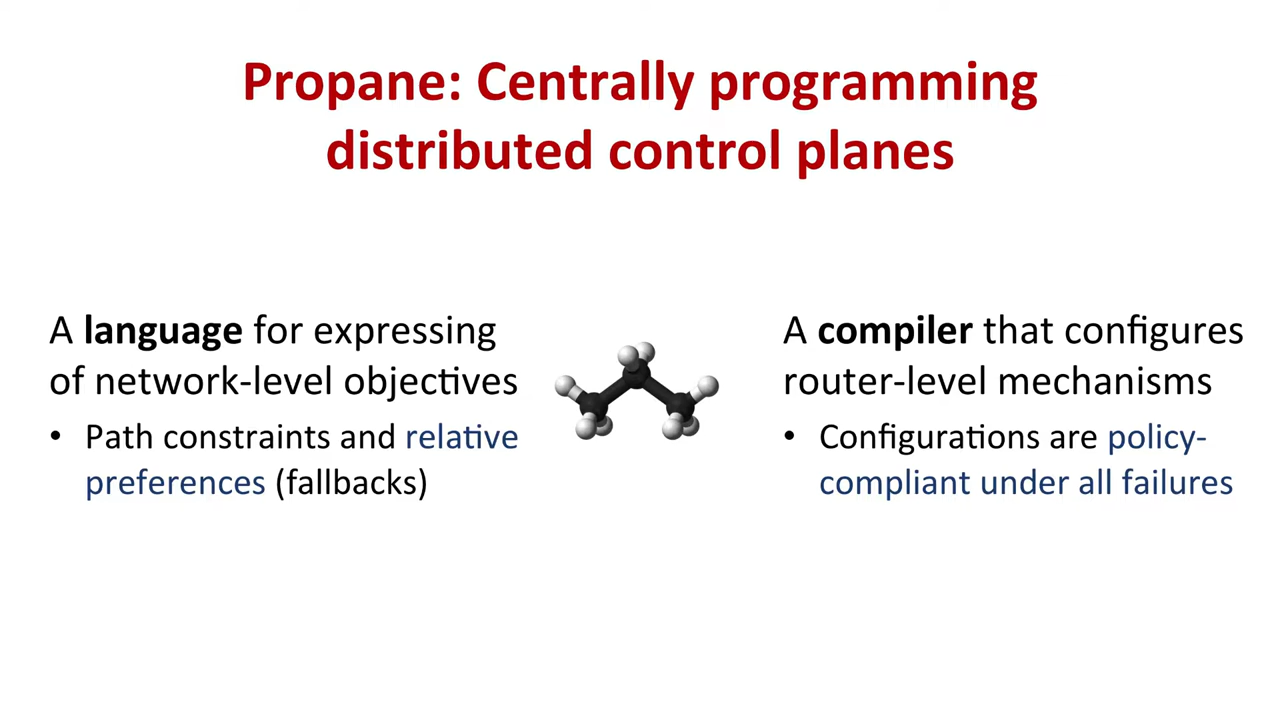 Propane: Centrally programming
distributed control planes
A language for expressing
of network-level objectives
• Path constraints and relative
preferences (fallbacks)
A compiler that configures
router-level mechanisms
• Configurations are policy-
compliant under all failures